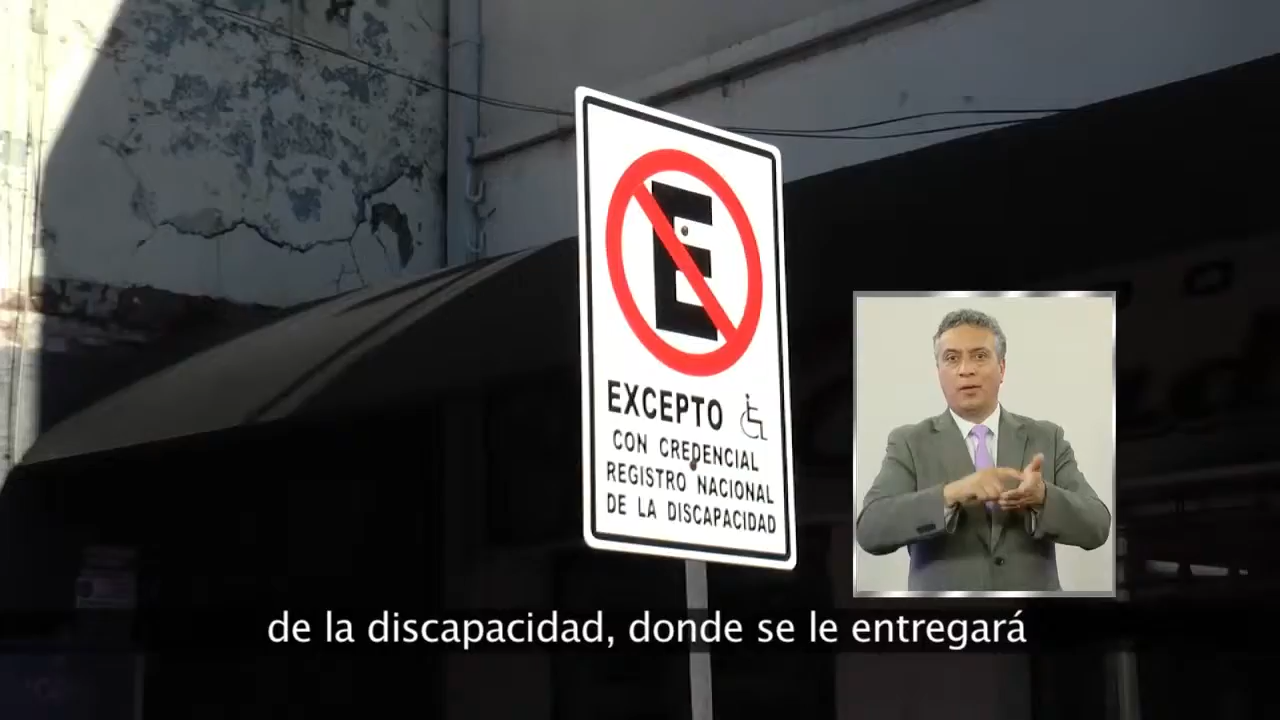 E
EXCEPTO
CON CREDENCIAL
REGISTRO NACIONAL
DE LA DISCAPACIDAD
de la discapacidad, donde se le entregará